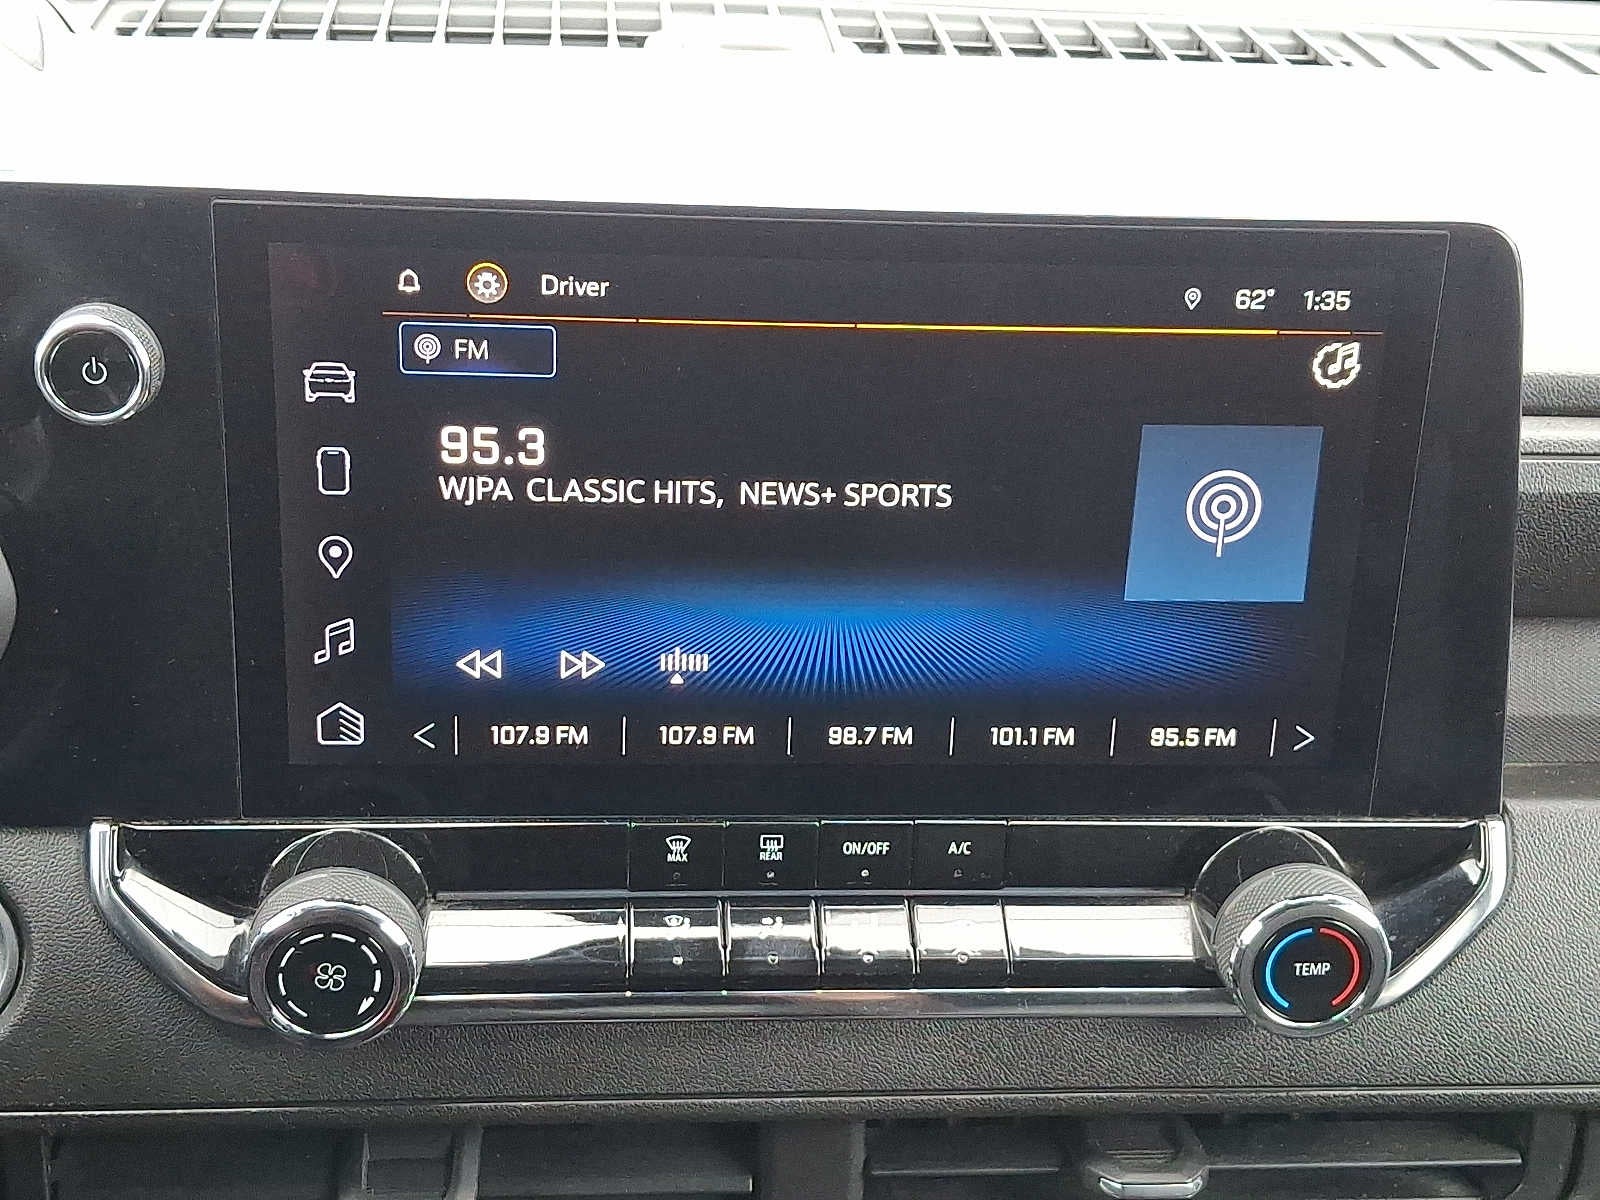 Driver
62° 1:35
FM
95.3
WJPA CLASSIC HITS, NEWS+ SPORTS
107.9 FM 107.9 FM 98.7 FM 101.1 FM 95.5 FM
MAX REAR ON/OFF A/C
TEMP